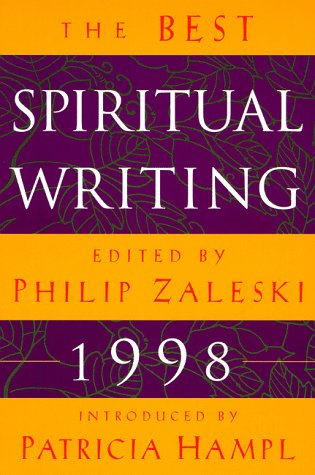 THE BEST
SPIRITUAL
WRITING
EDITED BY
PHILIP ZALESKI
1998
INTRODUCED BY
PATRICIA HAMPL